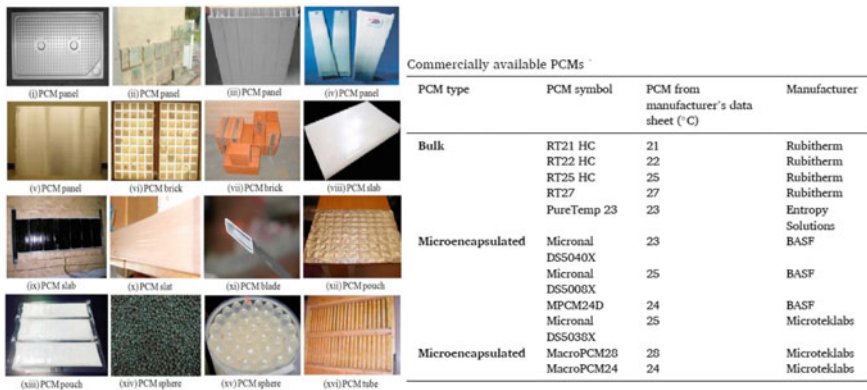 (i) PCM panel
(ii) PCM panel
(iii) PCM panel
(iv) PCM panel
(v) PCM panel
(vi) PCM brick
(vii) PCM brick
(viii) PCM slab
(ix) PCM slab
(x) PCM slat
(xi) PCM blade
(xii) PCM pouch
(xiii) PCM pouch
(xiv) PCM sphere
(xv) PCM sphere
(xvi) PCM tube
Commercially available PCMs
PCM type PCM symbol PCM from Manufacturer
manufacturer's data
sheet (°C)
Bulk RT21 HC 21 Rubitherm
RT22 HC 22 Rubitherm
RT25 HC 25 Rubitherm
RT27 27 Rubitherm
PureTemp 23 23 Entropy
Solutions
Microencapsulated Micronal 23 BASF
DS5040X
Micronal 25 BASF
DS5008X
MPCM24D 24 BASF
Micronal 25 Microteklabs
DS5038X
Microencapsulated MacroPCM28 28 Microteklabs
MacroPCM24 24 Microteklabs